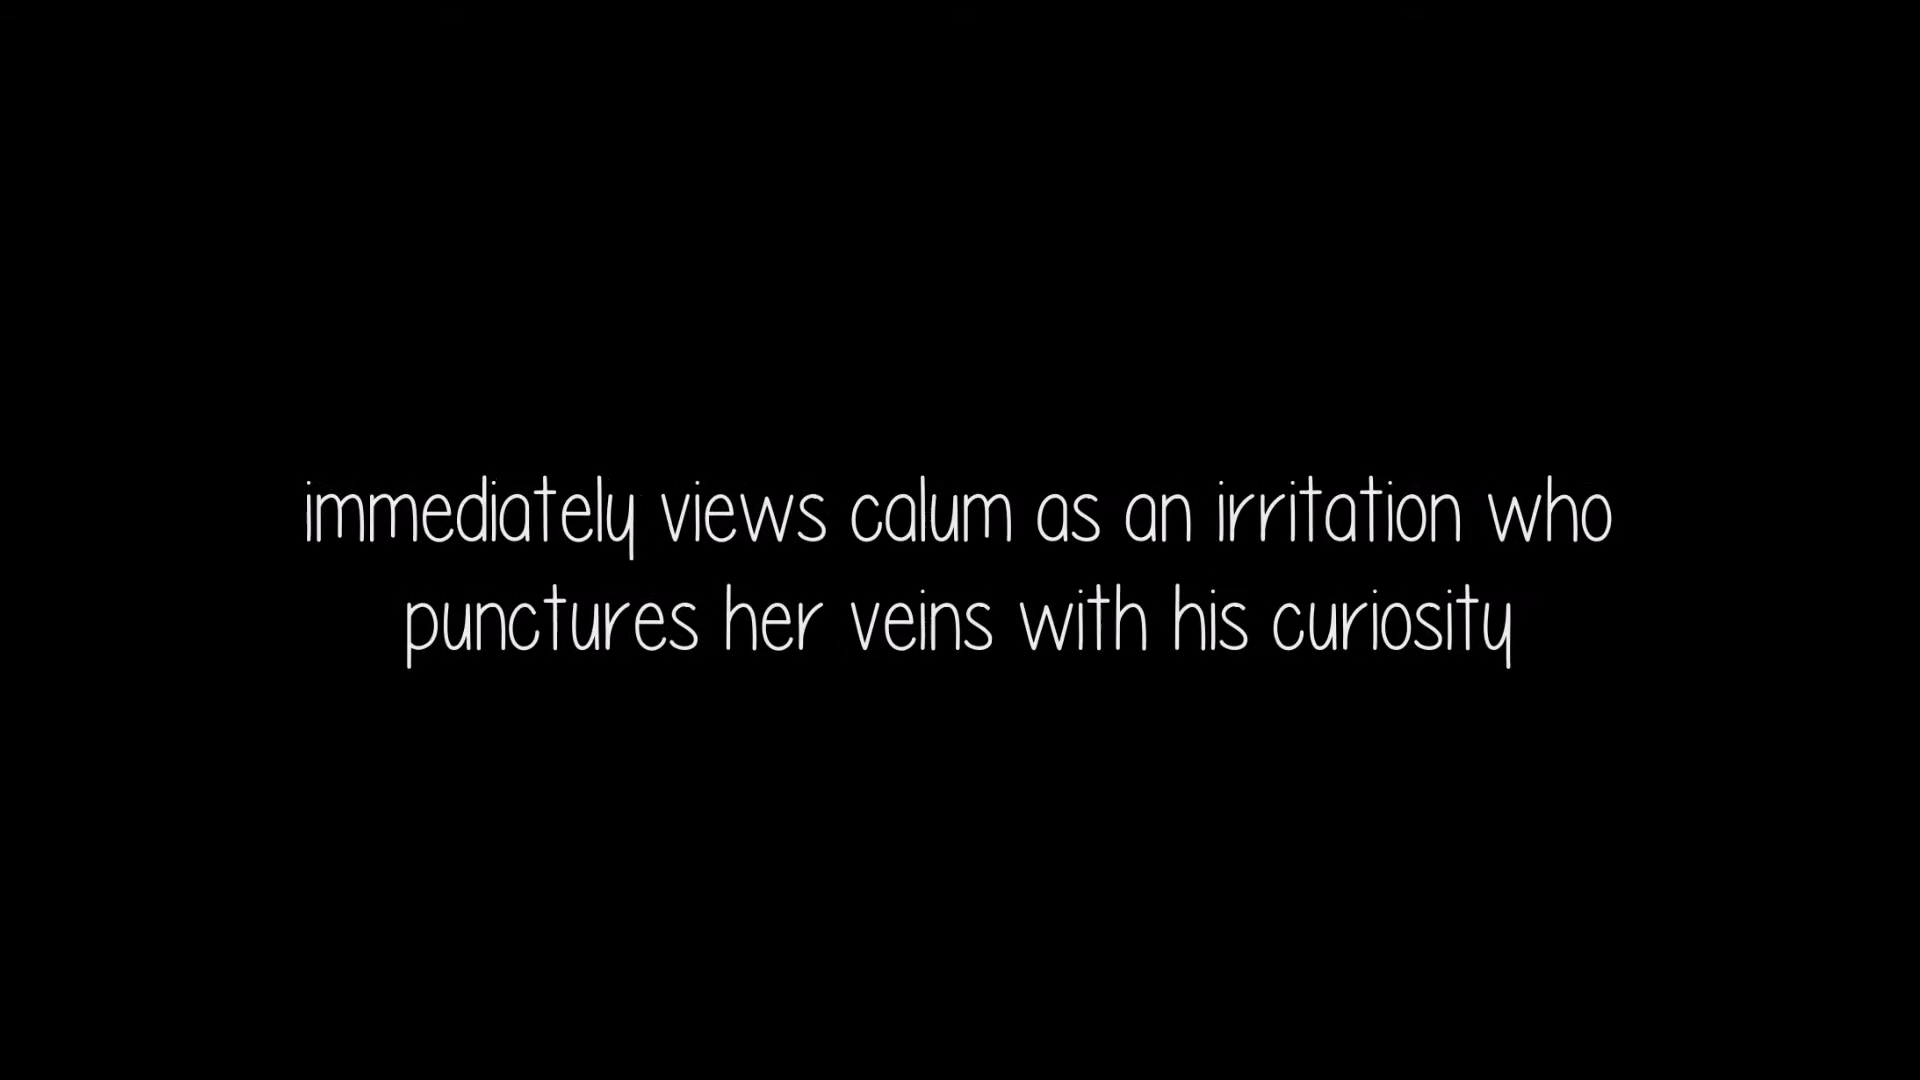 immediately views calum as an irritation who
punctures her veins with his curiosity